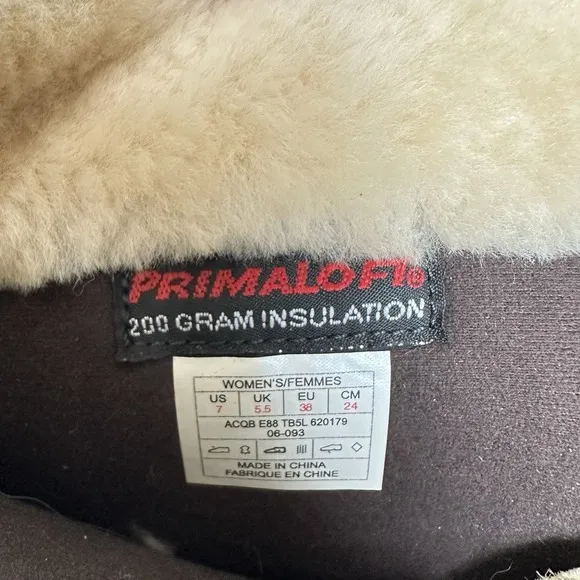 PRIMALOFT®
200 GRAM INSULATION
WOMEN'S/FEMMES
US UK EU CM
7 5.5 38 24
ACQB E88 TB5L 620179
06-093
MADE IN CHINA
FABRIQUE EN CHINE